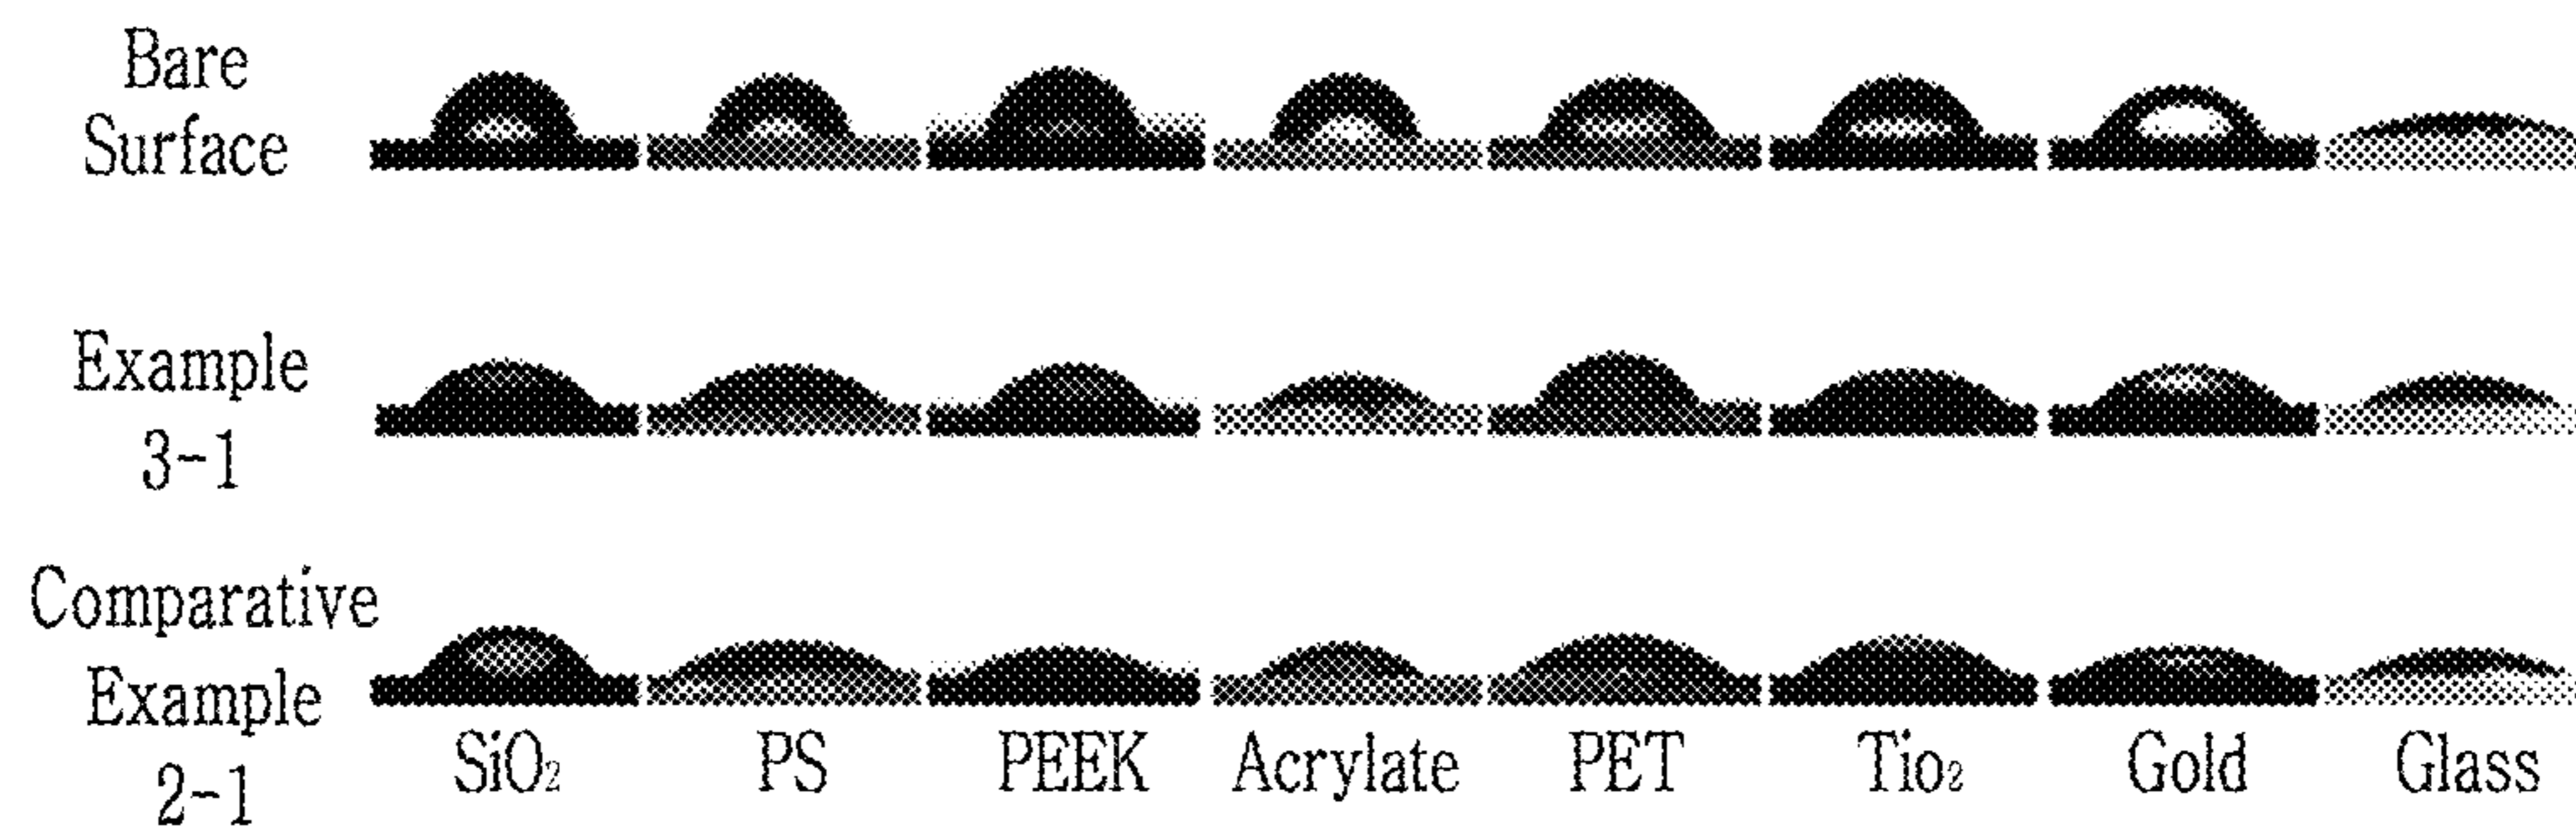 Bare
Surface
Example
3-1
Comparative
Example
2-1
SiO₂ PS PEEK Acrylate PET Tio₂ Gold Glass